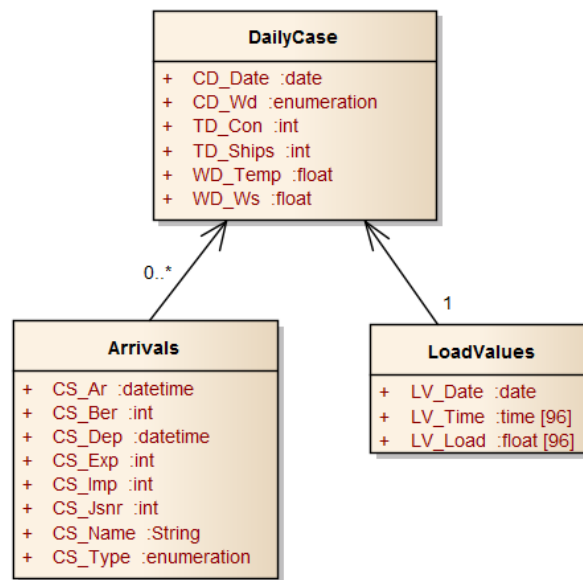 DailyCase
+ CD_Date :date
+ CD_Wd :enumeration
+ TD_Con :int
+ TD_Ships :int
+ WD_Temp :float
+ WD_Ws :float
0..*
1
Arrivals
+ CS_Ar :datetime
+ CS_Ber :int
+ CS_Dep :datetime
+ CS_Exp :int
+ CS_Imp :int
+ CS_Jsnr :int
+ CS_Name :String
+ CS_Type :enumeration
LoadValues
+ LV_Date :date
+ LV_Time :time [96]
+ LV_Load :float [96]